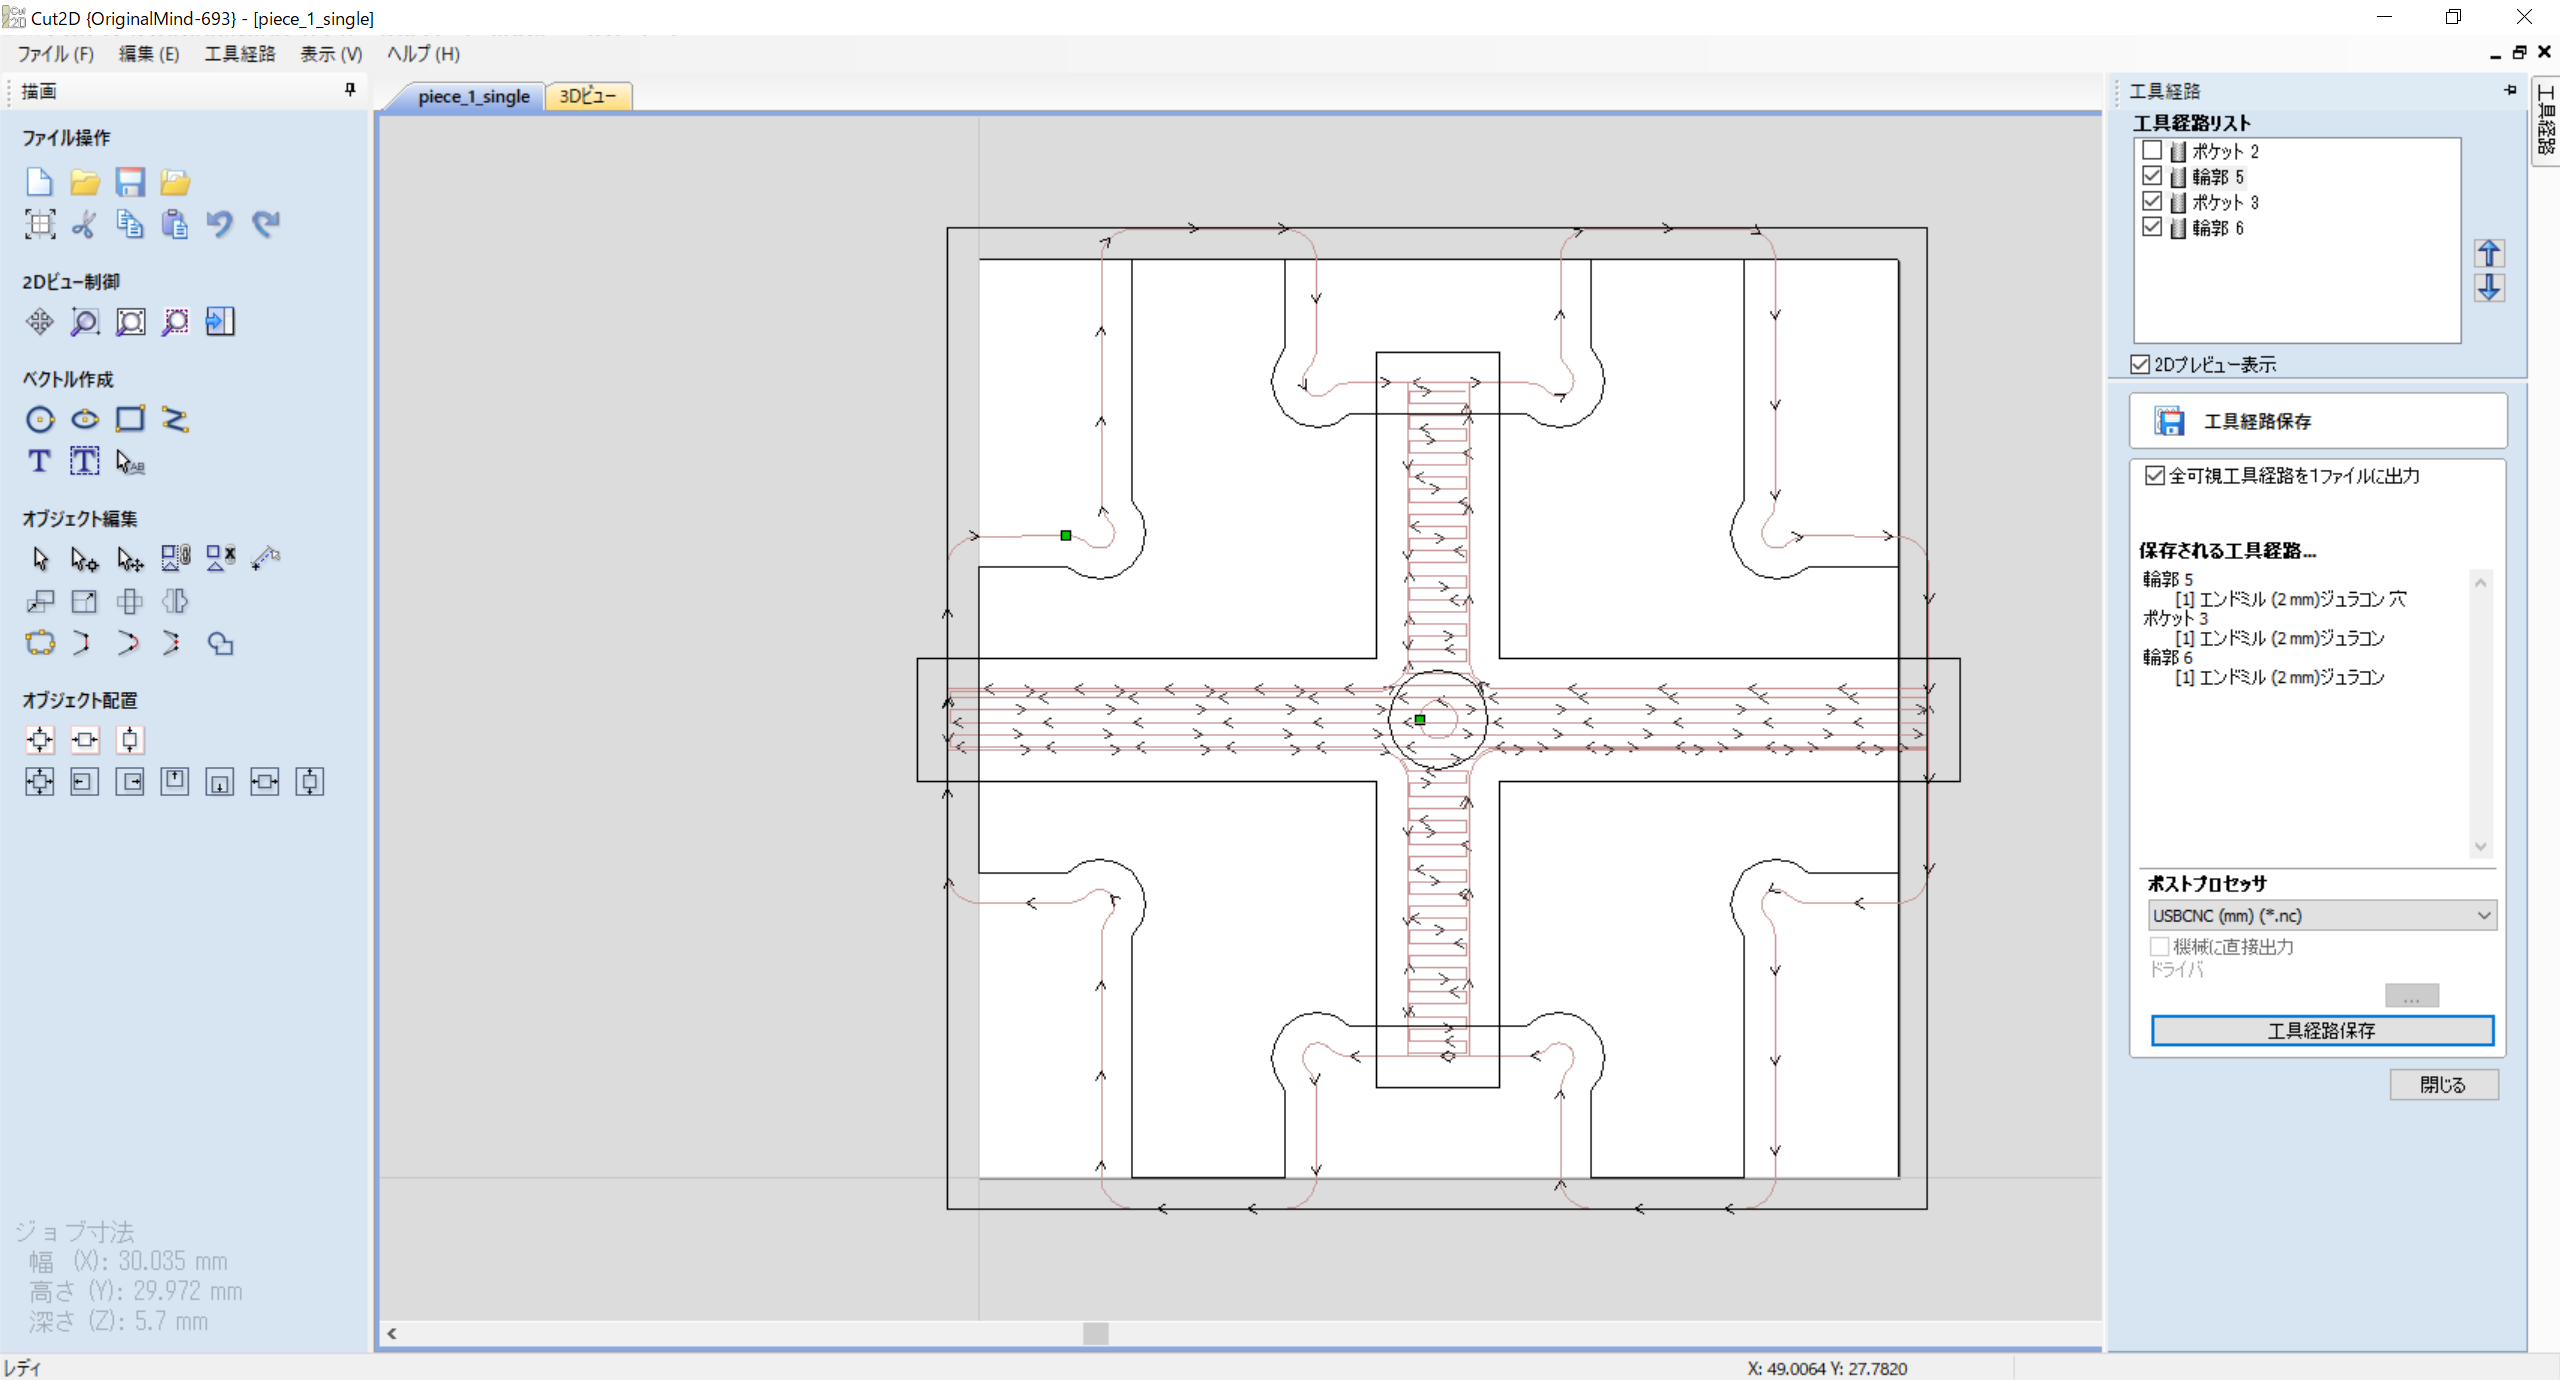 Cut2D {OriginalMind-693} - [piece_1_single]
ファイル (F) 編集 (E) 工具経路 表示 (V) ヘルプ (H)
描画
ファイル操作
2Dビュー制御
ベクトル作成
オブジェクト編集
オブジェクト配置
ジョブ寸法
幅 (X): 30.035 mm
高さ (Y): 29.972 mm
深さ (Z): 5.7 mm
piece_1_single 3Dビュー
工具経路
工具経路
工具経路リスト
ポケット 2
輪郭 5
ポケット 3
輪郭 6
2Dプレビュー表示
工具経路保存
全可視工具経路を1ファイルに出力
保存される工具経路...
輪郭 5
[1] エンドミル (2 mm)ジュラコン 穴
ポケット 3
[1] エンドミル (2 mm)ジュラコン
輪郭 6
[1] エンドミル (2 mm)ジュラコン
ポストプロセッサ
USBCNC (mm) (*.nc)
機械に直接出力
ドライバ
...
工具経路保存
閉じる
レディ
X: 49.0064 Y: 27.7820